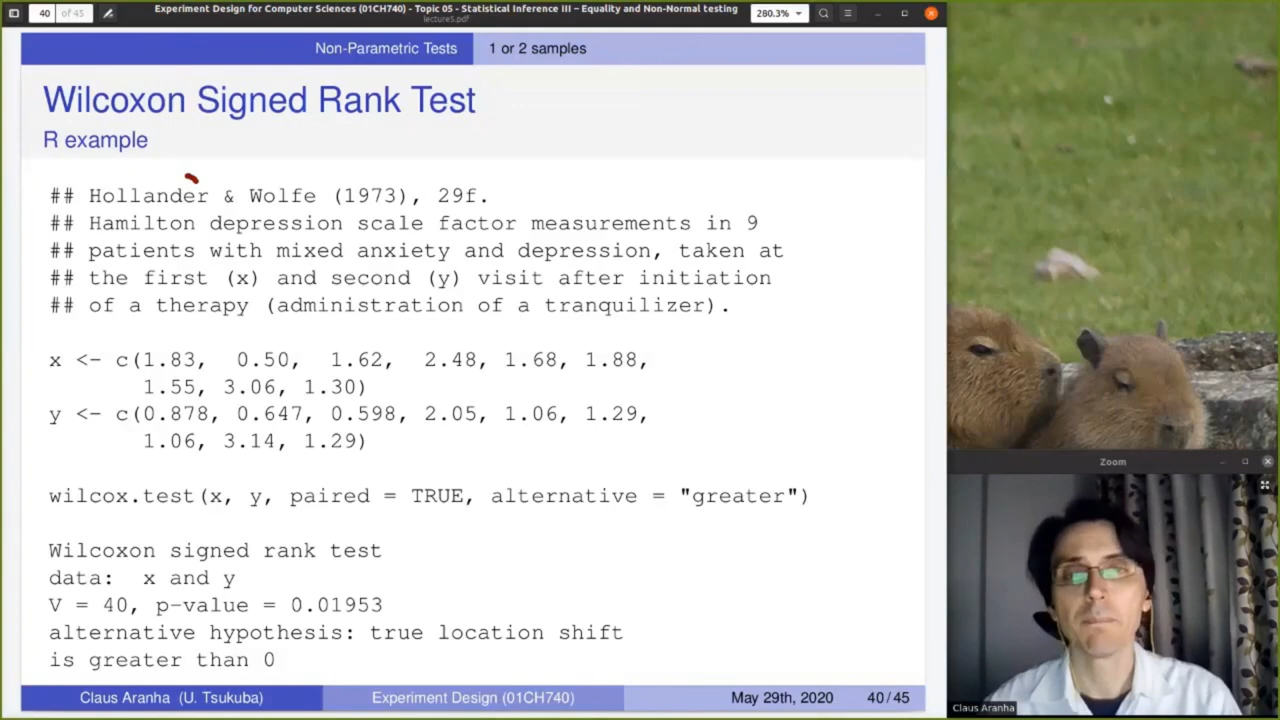 40 of 45
Experiment Design for Computer Sciences (01CH740) - Topic 05 - Statistical Inference III – Equality and Non-Normal testing
lecture5.pdf
280.3%
Non-Parametric Tests 1 or 2 samples
Wilcoxon Signed Rank Test
R example
## Hollander & Wolfe (1973), 29f.
## Hamilton depression scale factor measurements in 9
## patients with mixed anxiety and depression, taken at
## the first (x) and second (y) visit after initiation
## of a therapy (administration of a tranquilizer).
x <- c(1.83, 0.50, 1.62, 2.48, 1.68, 1.88,
1.55, 3.06, 1.30)
y <- c(0.878, 0.647, 0.598, 2.05, 1.06, 1.29,
1.06, 3.14, 1.29)
wilcox.test(x, y, paired = TRUE, alternative = "greater")
Wilcoxon signed rank test
data: x and y
V = 40, p-value = 0.01953
alternative hypothesis: true location shift
is greater than 0
Claus Aranha (U. Tsukuba) Experiment Design (01CH740) May 29th, 2020 40/45
Zoom
Claus Aranha